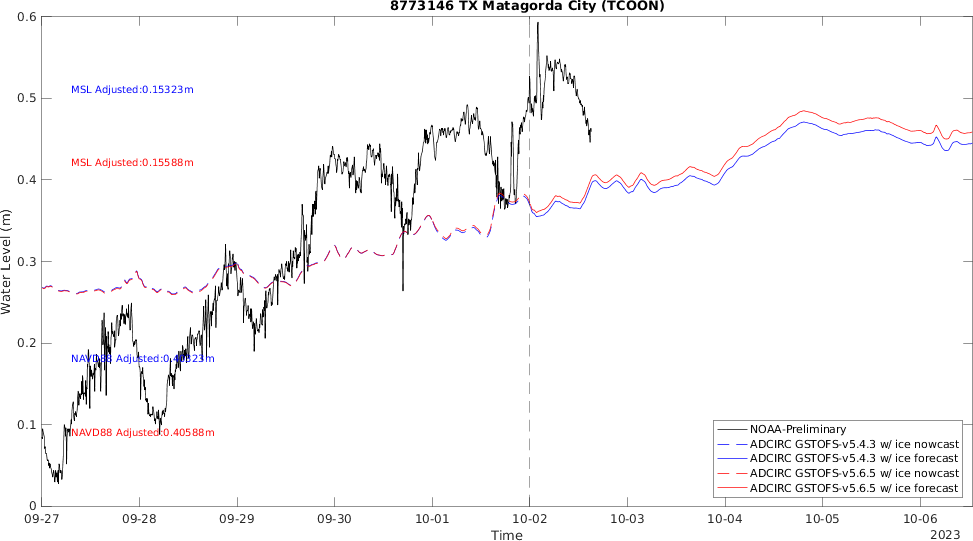 8773146 TX Matagorda City (TCOON)
0.6
0.5
0.4
0.3
0.2
0.1
0
Water Level (m)
MSL Adjusted:0.15323m
MSL Adjusted:0.15588m
NAVD88 Adjusted:0.40323m
NAVD88 Adjusted:0.40588m
NOAA-Preliminary
ADCIRC GSTOFS-v5.4.3 w/ ice nowcast
ADCIRC GSTOFS-v5.4.3 w/ ice forecast
ADCIRC GSTOFS-v5.6.5 w/ ice nowcast
ADCIRC GSTOFS-v5.6.5 w/ ice forecast
09-27 09-28 09-29 09-30 10-01 10-02 10-03 10-04 10-05 10-06
Time
2023